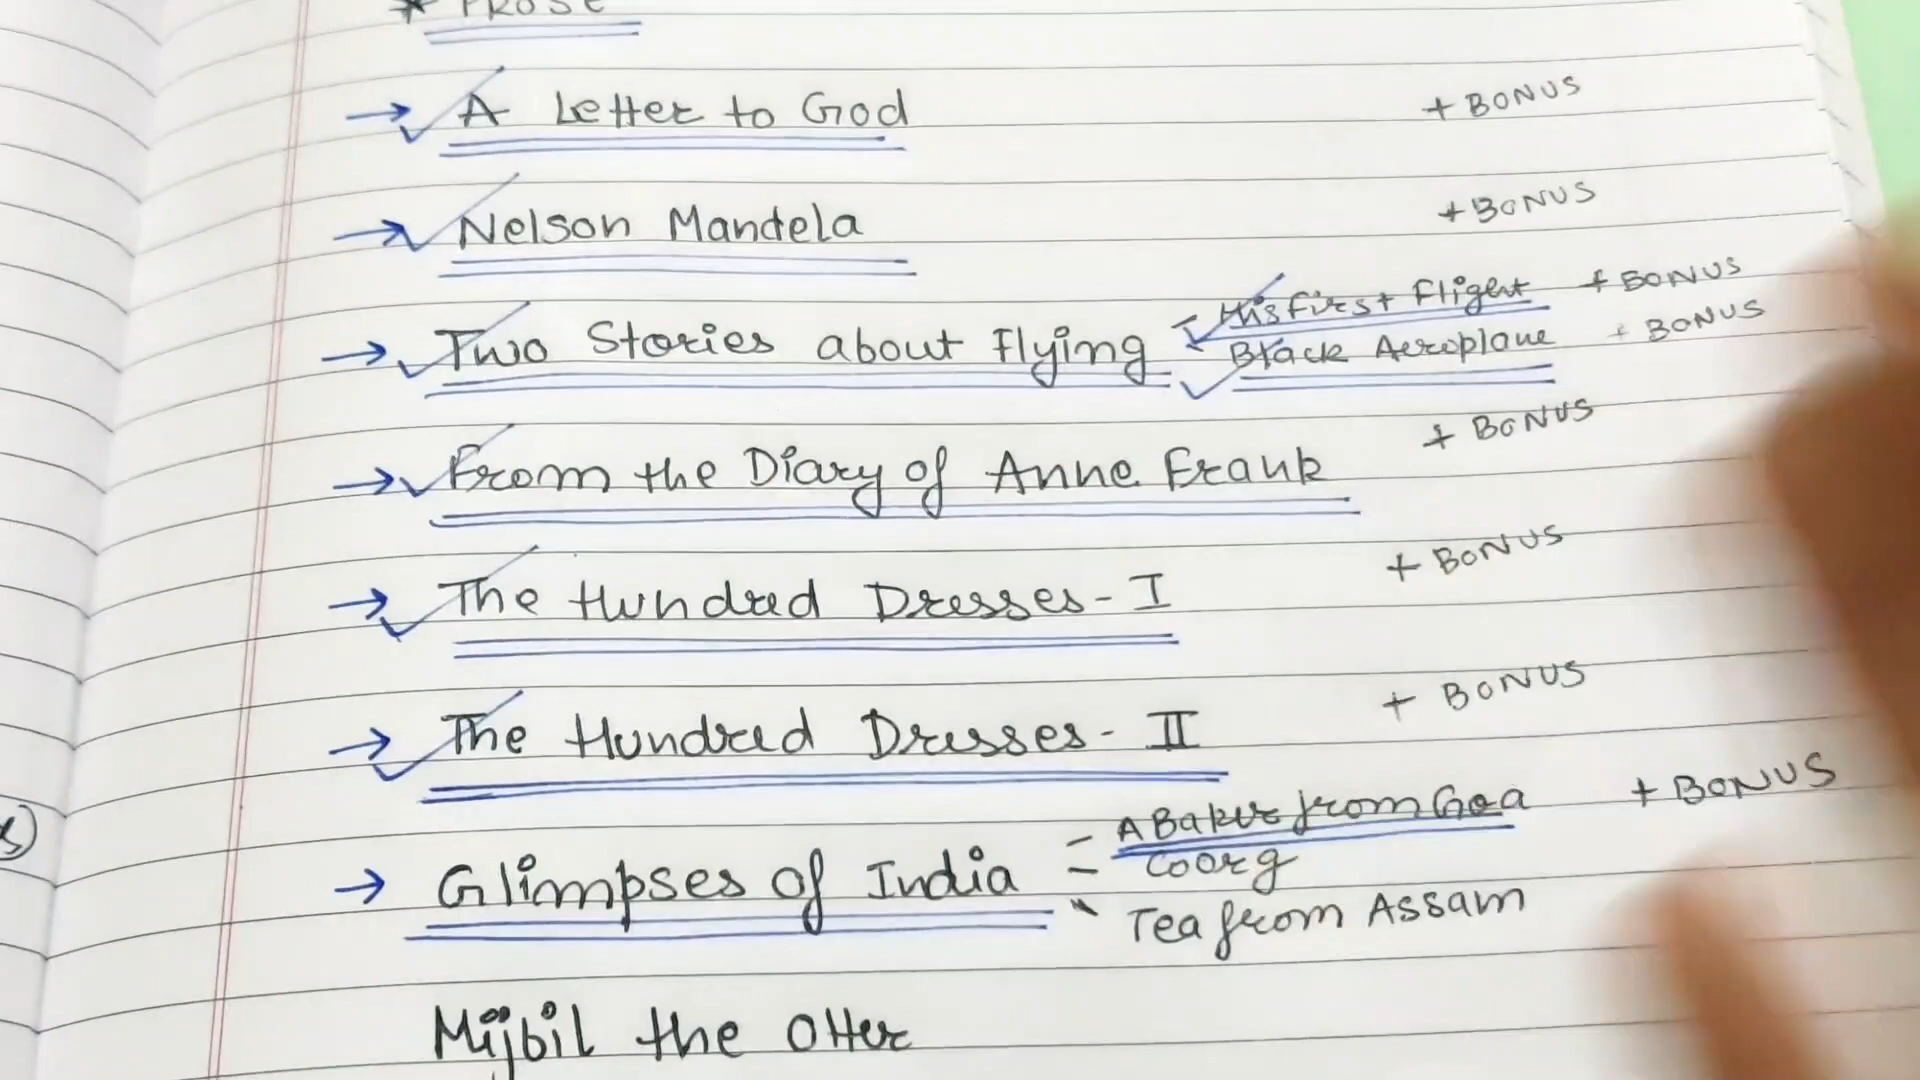 * PROSE
→ A Letter to God + BONUS
→ Nelson Mandela + BONUS
His First Flight + BONUS
→ Two Stories about Flying
Black Aeroplane + BONUS
→ From the Diary of Anne Frank + BONUS
→ The Hundred Dresses - I + BONUS
→ The Hundred Dresses - II + BONUS
A Baker from Goa + BONUS
→ Glimpses of India
Coorg
Tea from Assam
Mijbil the Otter